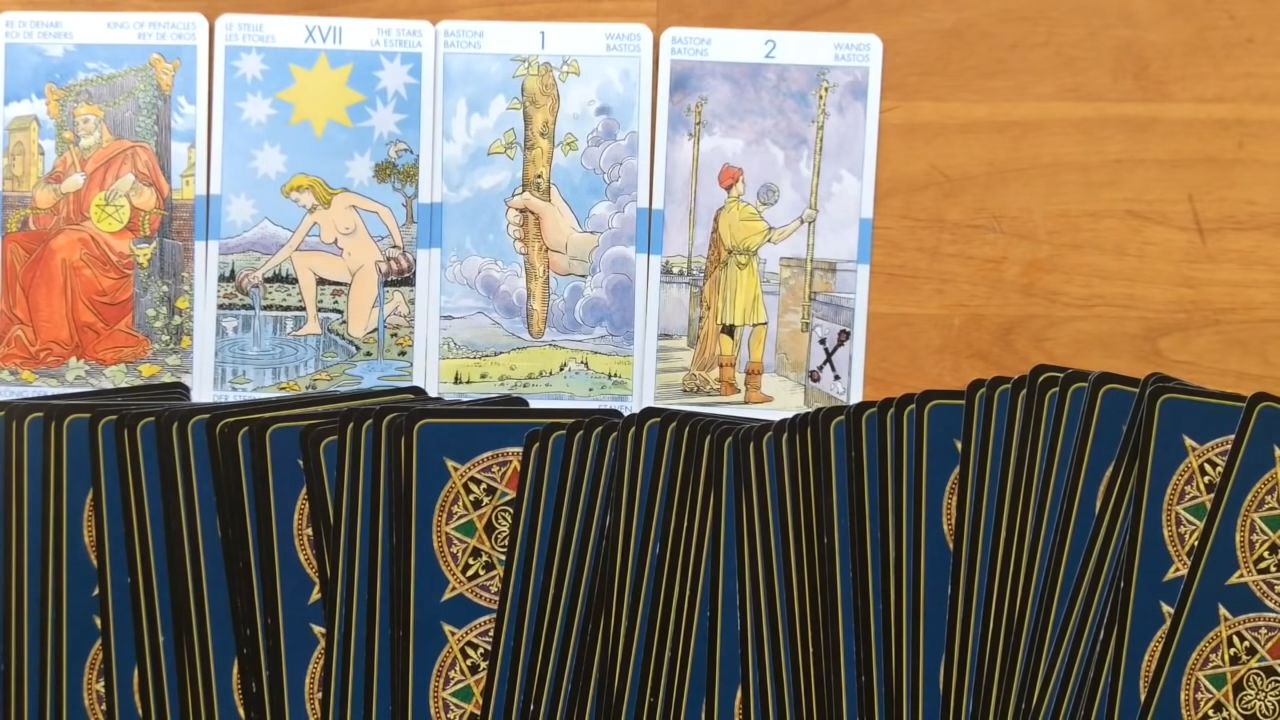 RE DI DENARI
ROI DE DENIERS
KING OF PENTACLES
REY DE OROS
LE STELLE
LES ETOILES
XVII
THE STARS
LA ESTRELLA
BASTONI
BATONS
1
WANDS
BASTOS
BASTONI
BATONS
2
WANDS
BASTOS
STAVEN